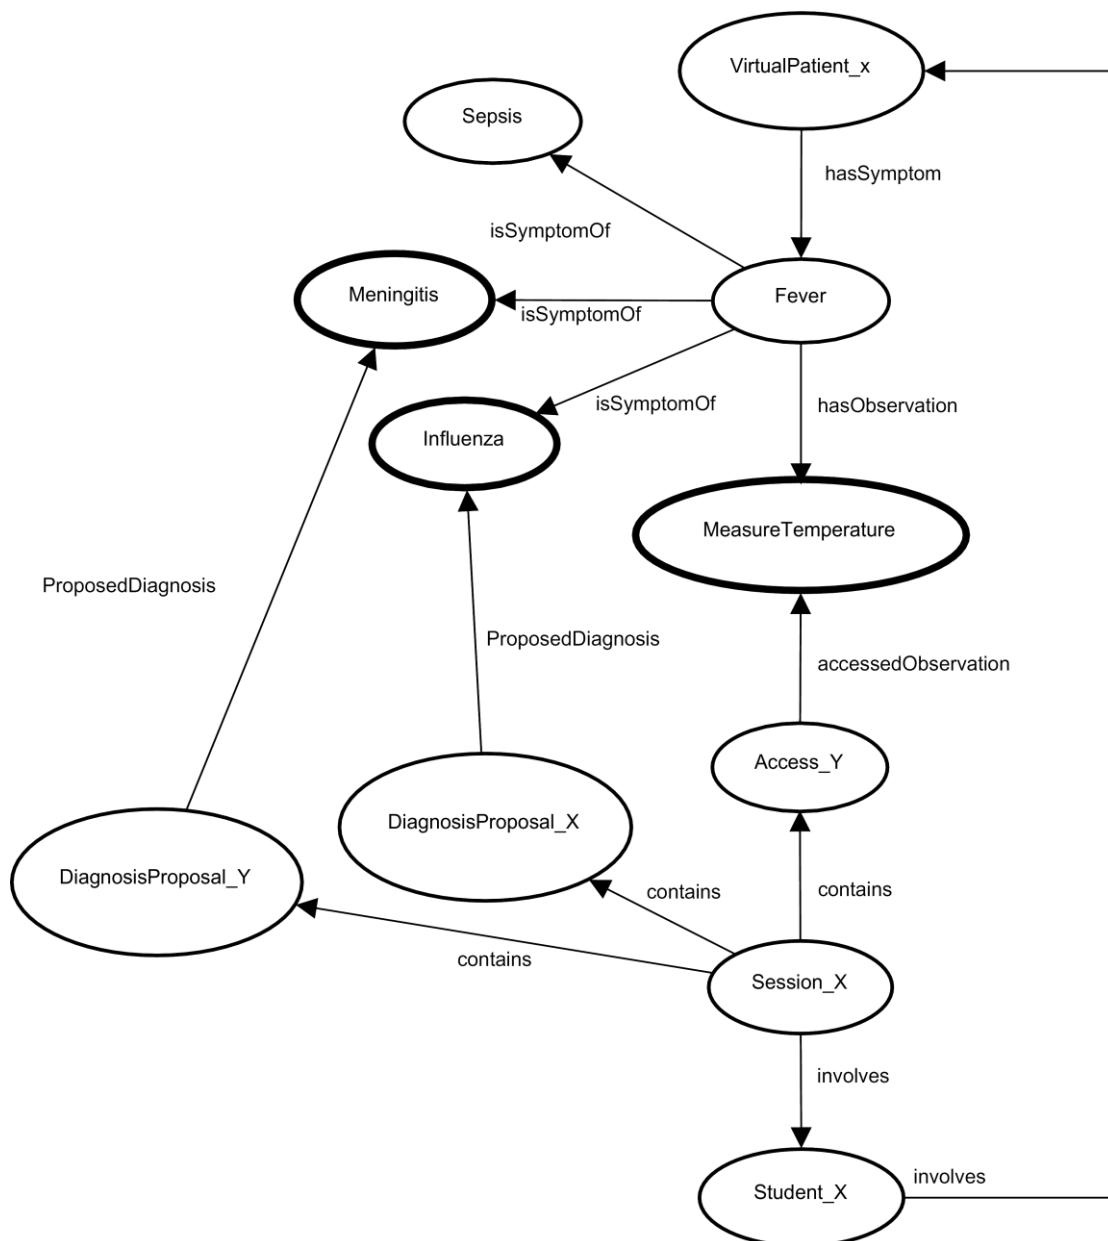 VirtualPatient_x
Sepsis
hasSymptom
isSymptomOf
Meningitis
Fever
isSymptomOf
isSymptomOf
hasObservation
Influenza
MeasureTemperature
ProposedDiagnosis
ProposedDiagnosis
accessedObservation
Access_Y
DiagnosisProposal_X
DiagnosisProposal_Y
contains
contains
contains
Session_X
involves
involves
Student_X